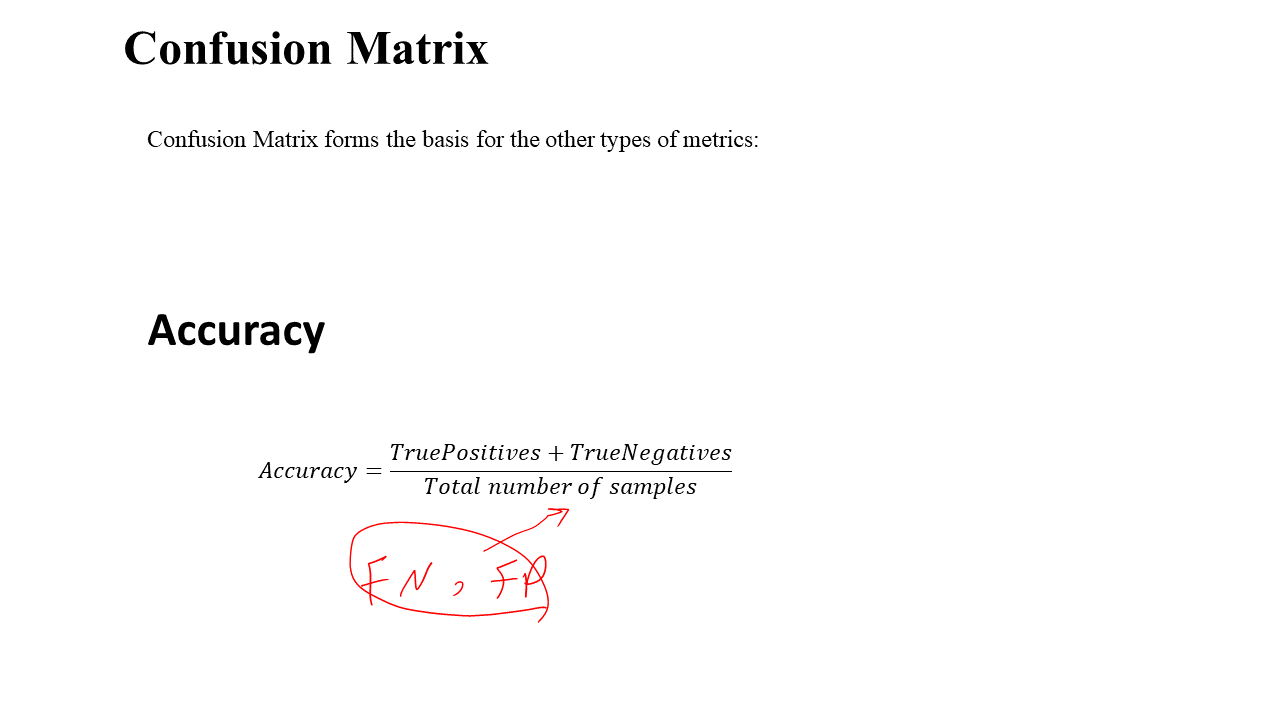 Confusion Matrix
Confusion Matrix forms the basis for the other types of metrics:
Accuracy
Accuracy = TruePositives + TrueNegatives
Total number of samples
FN, FP